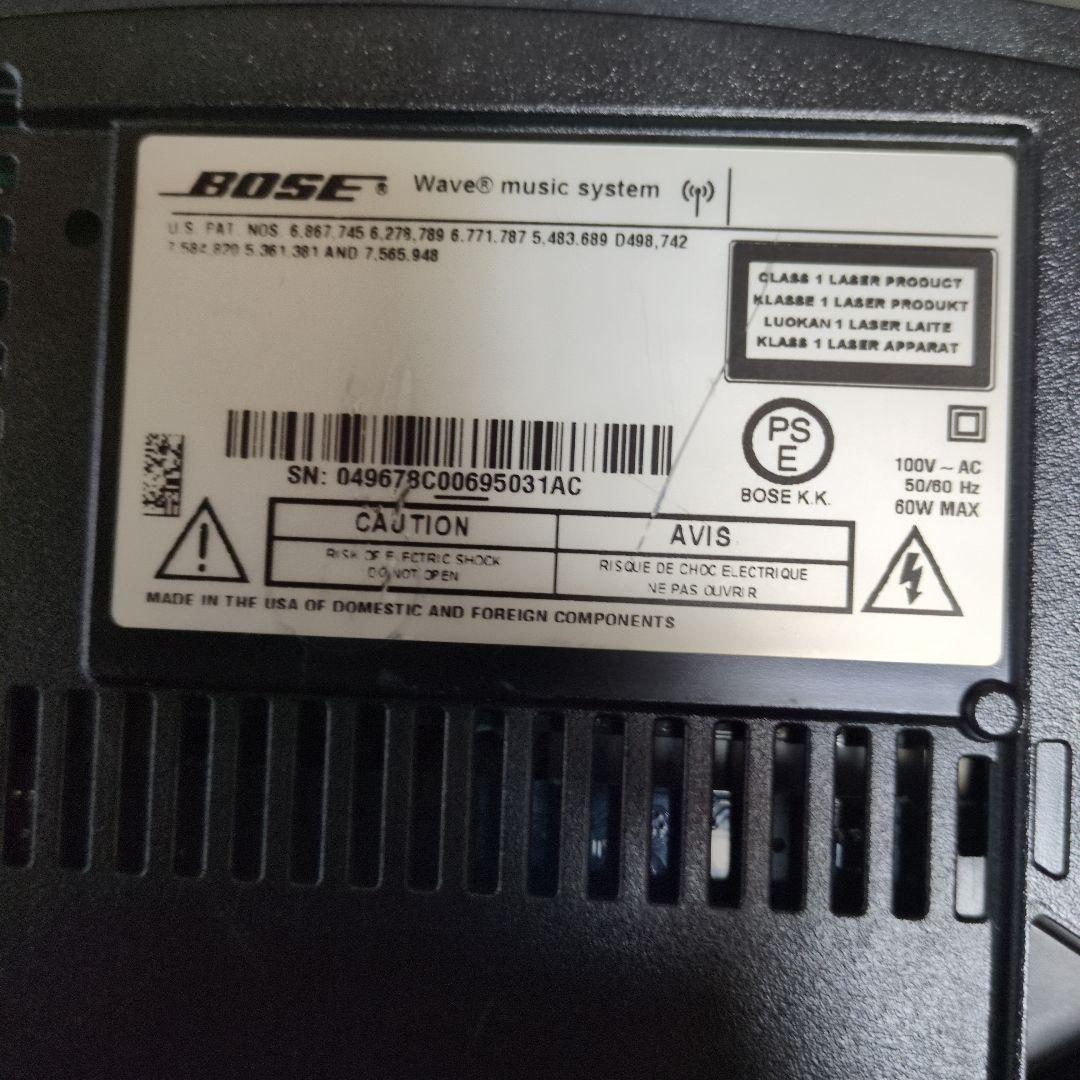 BOSE® Wave® music system
U.S. PAT. NOS. 6,867,745 6,278,789 6,771,787 5,483,689 D498,742
7,584,820 5,361,381 AND 7,565,948
CLASS 1 LASER PRODUCT
KLASSE 1 LASER PRODUKT
LUOKAN 1 LASER LAITE
KLASS 1 LASER APPARAT
SN: 049678C00695031AC
PS
E
BOSE K.K.
100V ~ AC
50/60 Hz
60W MAX
CAUTION
RISK OF ELECTRIC SHOCK
DO NOT OPEN
AVIS
RISQUE DE CHOC ELECTRIQUE
NE PAS OUVRIR
MADE IN THE USA OF DOMESTIC AND FOREIGN COMPONENTS